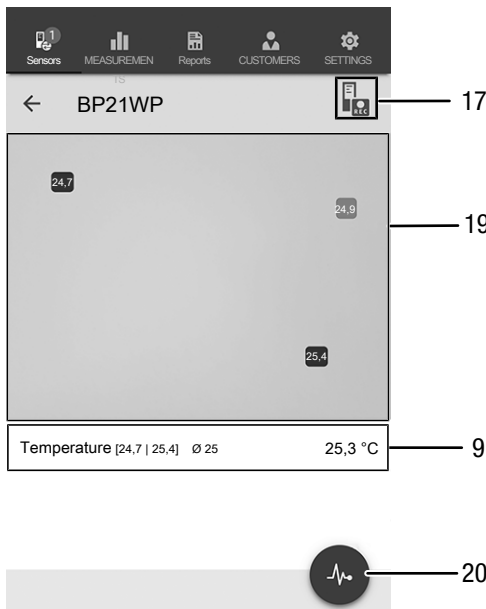 1
Sensors MEASUREMEN Reports CUSTOMERS SETTINGS
TS
BP21WP
REC
17
24,7
24,9
19
25,4
Temperature [24,7 | 25,4] Ø 25 25,3 °C
9
20